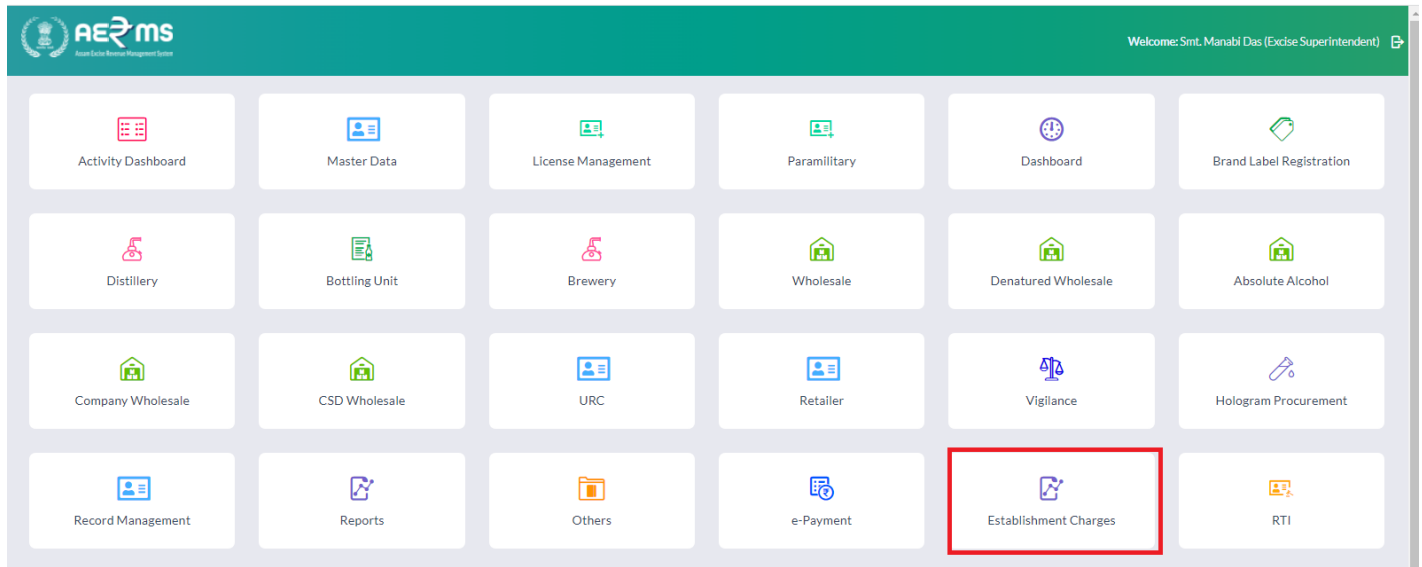 AERMS
Assam Excise Revenue Management System
Welcome: Smt. Manabi Das (Excise Superintendent)
Activity Dashboard
Master Data
License Management
Paramilitary
Dashboard
Brand Label Registration
Distillery
Bottling Unit
Brewery
Wholesale
Denatured Wholesale
Absolute Alcohol
Company Wholesale
CSD Wholesale
URC
Retailer
Vigilance
Hologram Procurement
Record Management
Reports
Others
e-Payment
Establishment Charges
RTI